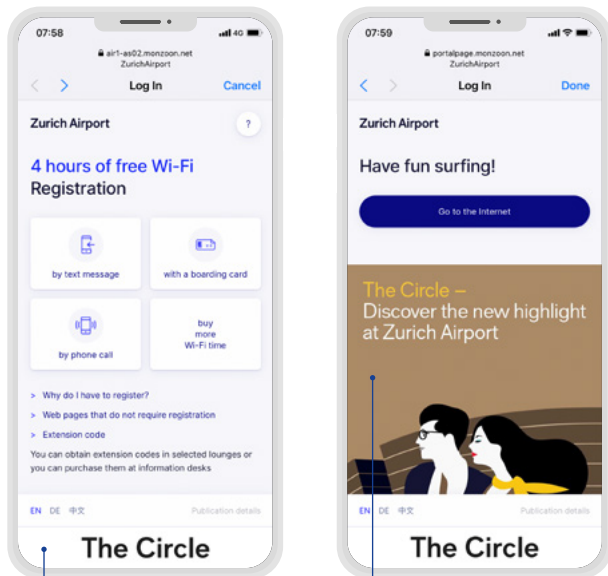 07:58
4G
air1-as02.monzoon.net
ZurichAirport
Log In
Cancel
Zurich Airport
?
4 hours of free Wi-Fi
Registration
by text message
with a boarding card
by phone call
buy
more
Wi-Fi time
> Why do I have to register?
> Web pages that do not require registration
> Extension code
You can obtain extension codes in selected lounges or
you can purchase them at information desks
EN DE 中文
Publication details
The Circle
07:59
portalpage.monzoon.net
ZurichAirport
Log In
Done
Zurich Airport
Have fun surfing!
Go to the Internet
The Circle –
Discover the new highlight
at Zurich Airport
EN DE 中文
Publication details
The Circle